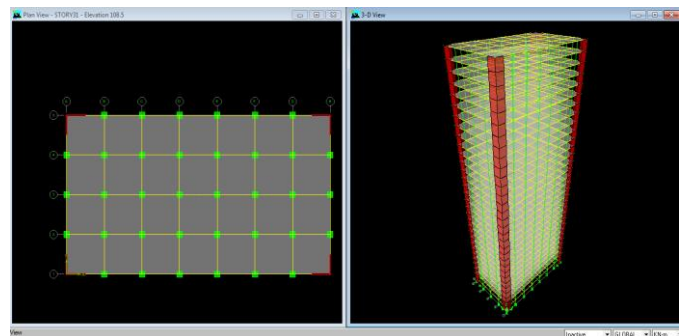 Plan View - STORY31 - Elevation 108.5
3-D View
View
Inactive
GLOBAL
KN-m